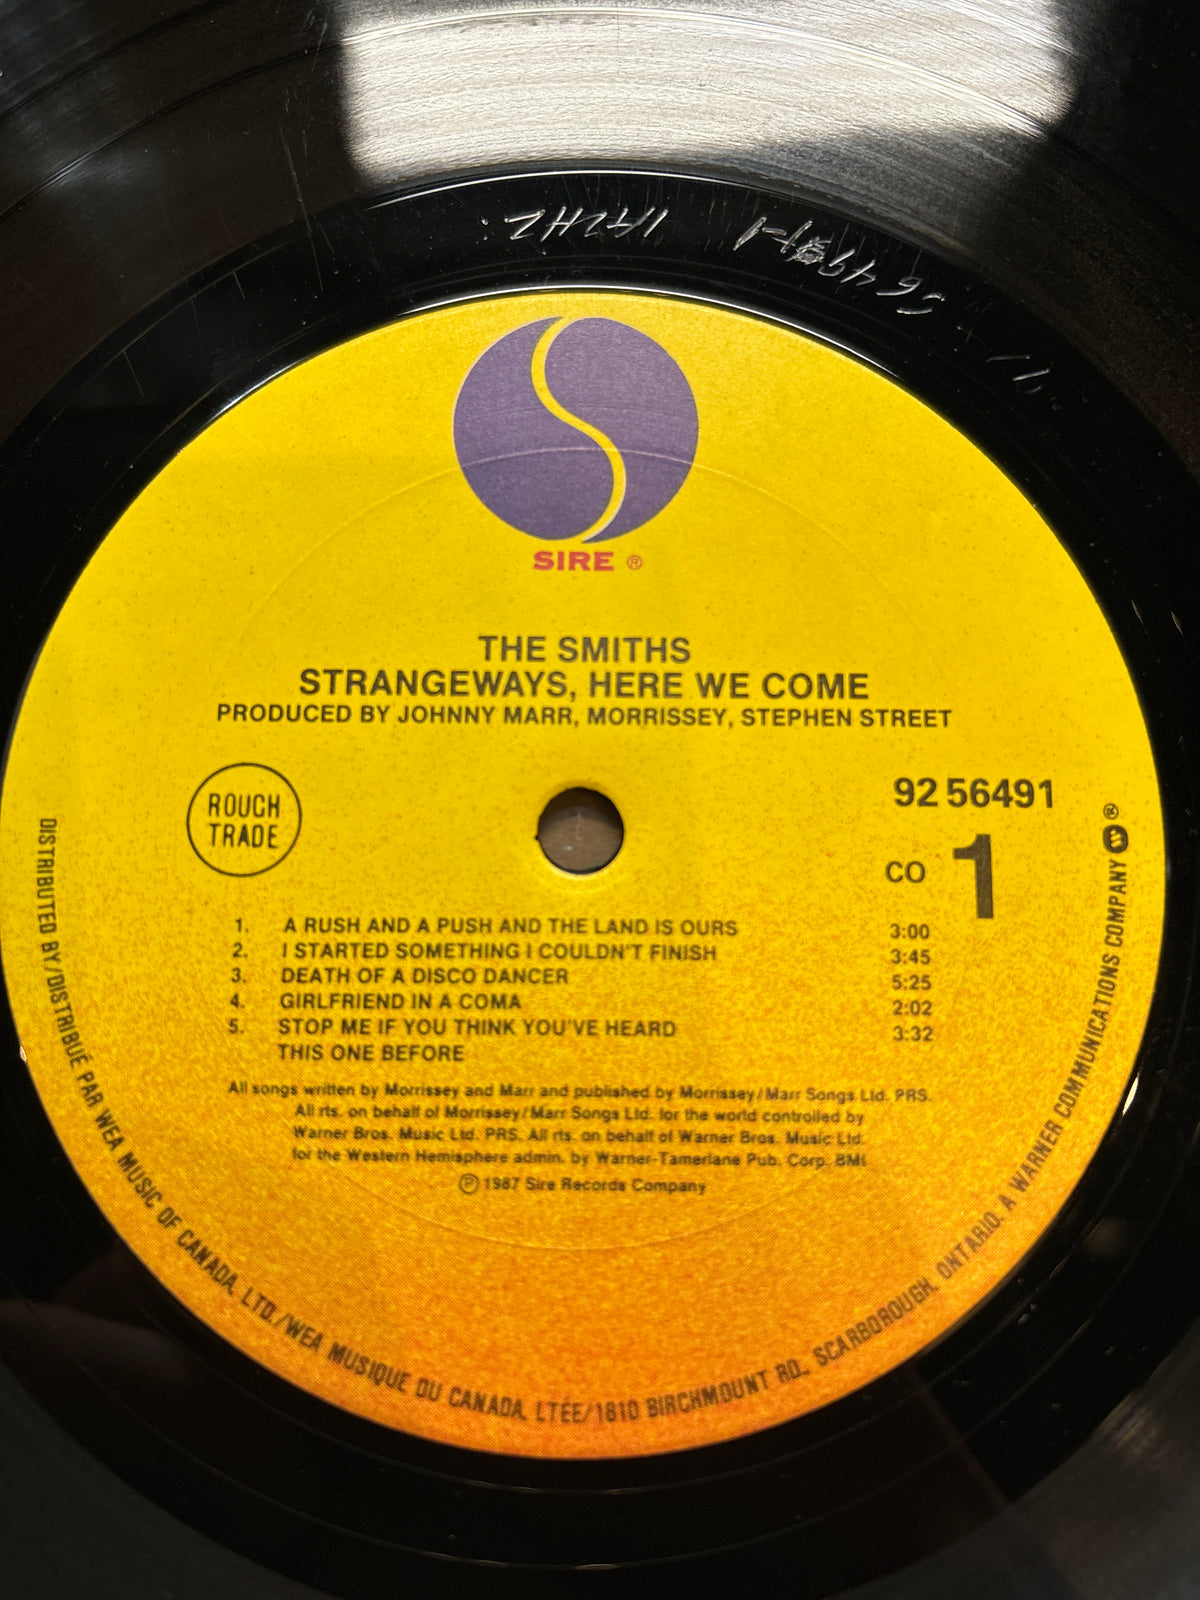 SIRE ®
THE SMITHS
STRANGEWAYS, HERE WE COME
PRODUCED BY JOHNNY MARR, MORRISSEY, STEPHEN STREET
ROUGH
TRADE
92 56491
CO 1
1. A RUSH AND A PUSH AND THE LAND IS OURS 3:00
2. I STARTED SOMETHING I COULDN'T FINISH 3:45
3. DEATH OF A DISCO DANCER 5:25
4. GIRLFRIEND IN A COMA 2:02
5. STOP ME IF YOU THINK YOU'VE HEARD 3:32
THIS ONE BEFORE
All songs written by Morrissey and Marr and published by Morrissey/Marr Songs Ltd. PRS.
All rts. on behalf of Morrissey/Marr Songs Ltd. for the world controlled by
Warner Bros. Music Ltd. PRS. All rts. on behalf of Warner Bros. Music Ltd.
for the Western Hemisphere admin. by Warner-Tamerlane Pub. Corp. BMI.
℗ 1987 Sire Records Company
DISTRIBUTED BY/DISTRIBUÉ PAR WEA MUSIC OF CANADA, LTD./WEA MUSIQUE DU CANADA, LTÉE/1810 BIRCHMOUNT RD., SCARBOROUGH, ONTARIO. A WARNER COMMUNICATIONS COMPANY ®